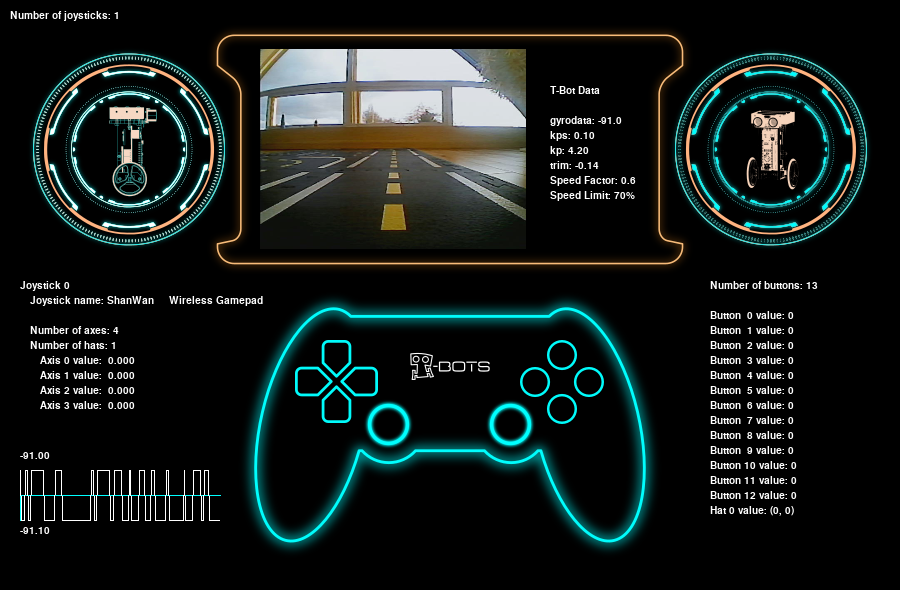 Number of joysticks: 1
T-Bot Data
gyrodata: -91.0
kps: 0.10
kp: 4.20
trim: -0.14
Speed Factor: 0.6
Speed Limit: 70%
Joystick 0
Joystick name: ShanWan Wireless Gamepad
Number of axes: 4
Number of hats: 1
Axis 0 value: 0.000
Axis 1 value: 0.000
Axis 2 value: 0.000
Axis 3 value: 0.000
-91.00
-91.10
-BOTS
Number of buttons: 13
Button 0 value: 0
Button 1 value: 0
Button 2 value: 0
Button 3 value: 0
Button 4 value: 0
Button 5 value: 0
Button 6 value: 0
Button 7 value: 0
Button 8 value: 0
Button 9 value: 0
Button 10 value: 0
Button 11 value: 0
Button 12 value: 0
Hat 0 value: (0, 0)